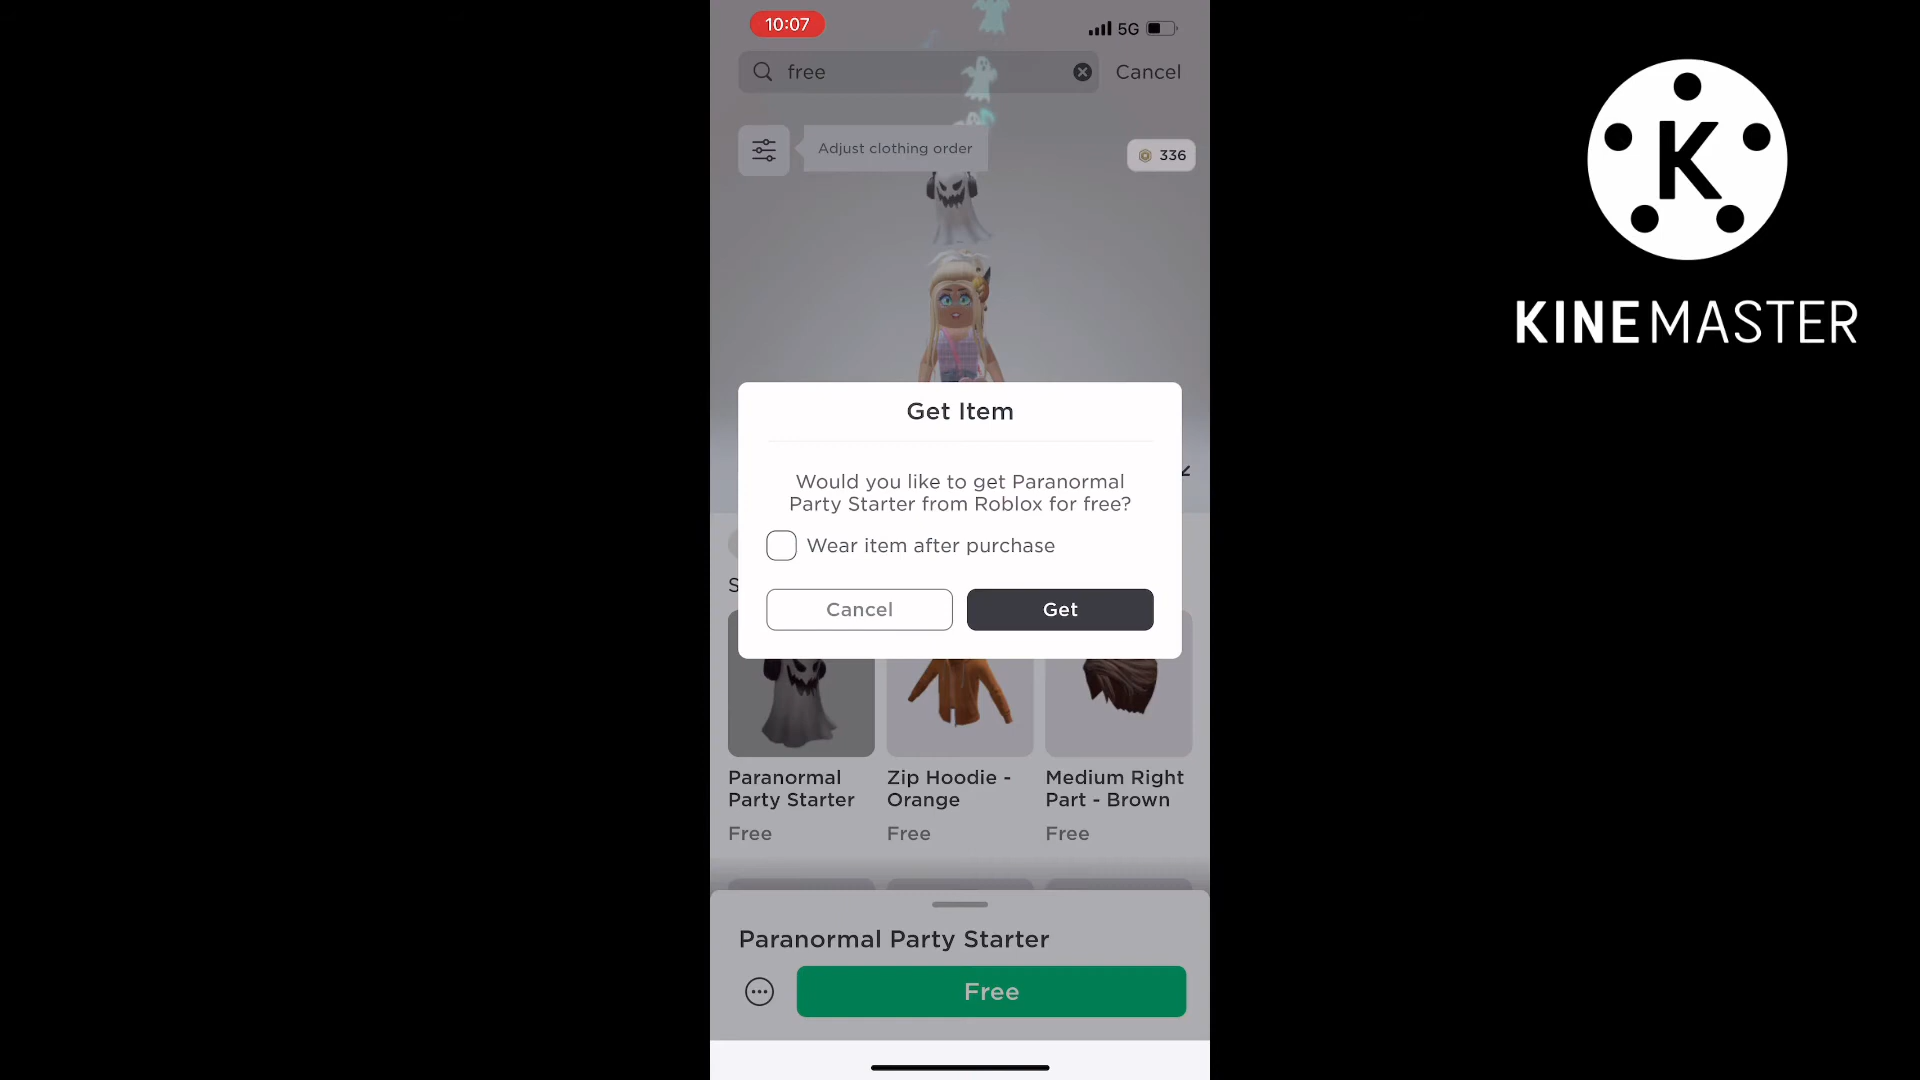 10:07
5G
free
Cancel
Adjust clothing order
336
K
KINEMASTER
Get Item
Would you like to get Paranormal
Party Starter from Roblox for free?
Wear item after purchase
Cancel
Get
S
Paranormal
Party Starter
Free
Zip Hoodie -
Orange
Free
Medium Right
Part - Brown
Free
Paranormal Party Starter
Free